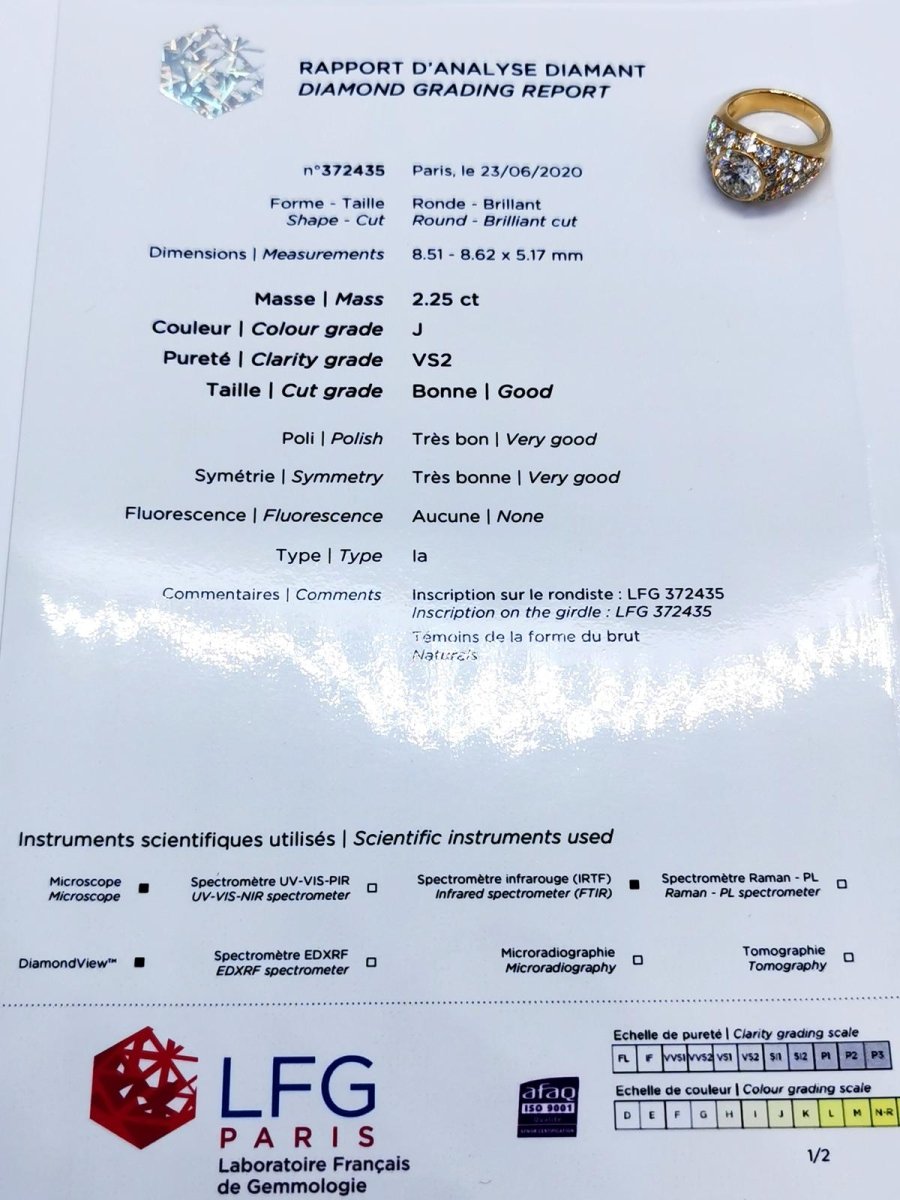 RAPPORT D'ANALYSE DIAMANT
DIAMOND GRADING REPORT
n°372435 Paris, le 23/06/2020
Forme - Taille Ronde - Brillant
Shape - Cut Round - Brilliant cut
Dimensions | Measurements 8.51 - 8.62 x 5.17 mm
Masse | Mass 2.25 ct
Couleur | Colour grade J
Pureté | Clarity grade VS2
Taille | Cut grade Bonne | Good
Poli | Polish Très bon | Very good
Symétrie | Symmetry Très bonne | Very good
Fluorescence | Fluorescence Aucune | None
Type | Type Ia
Commentaires | Comments Inscription sur le rondiste : LFG 372435
Inscription on the girdle : LFG 372435
Témoins de la forme du brut
Naturals
Instruments scientifiques utilisés | Scientific instruments used
Microscope Spectromètre UV-VIS-PIR Spectromètre infrarouge (IRTF) Spectromètre Raman - PL
Microscope UV-VIS-NIR spectrometer Infrared spectrometer (FTIR) Raman - PL spectrometer
DiamondView™ Spectromètre EDXRF Microradiographie Tomographie
EDXRF spectrometer Microradiography Tomography
Echelle de pureté | Clarity grading scale
FL IF VVS1 VVS2 VS1 VS2 SI1 SI2 P1 P2 P3
Echelle de couleur | Colour grading scale
D E F G H I J K L M N-R
LFG
PARIS
Laboratoire Français
de Gemmologie
afaq
ISO 9001
Qualité
AFNOR CERTIFICATION
1/2